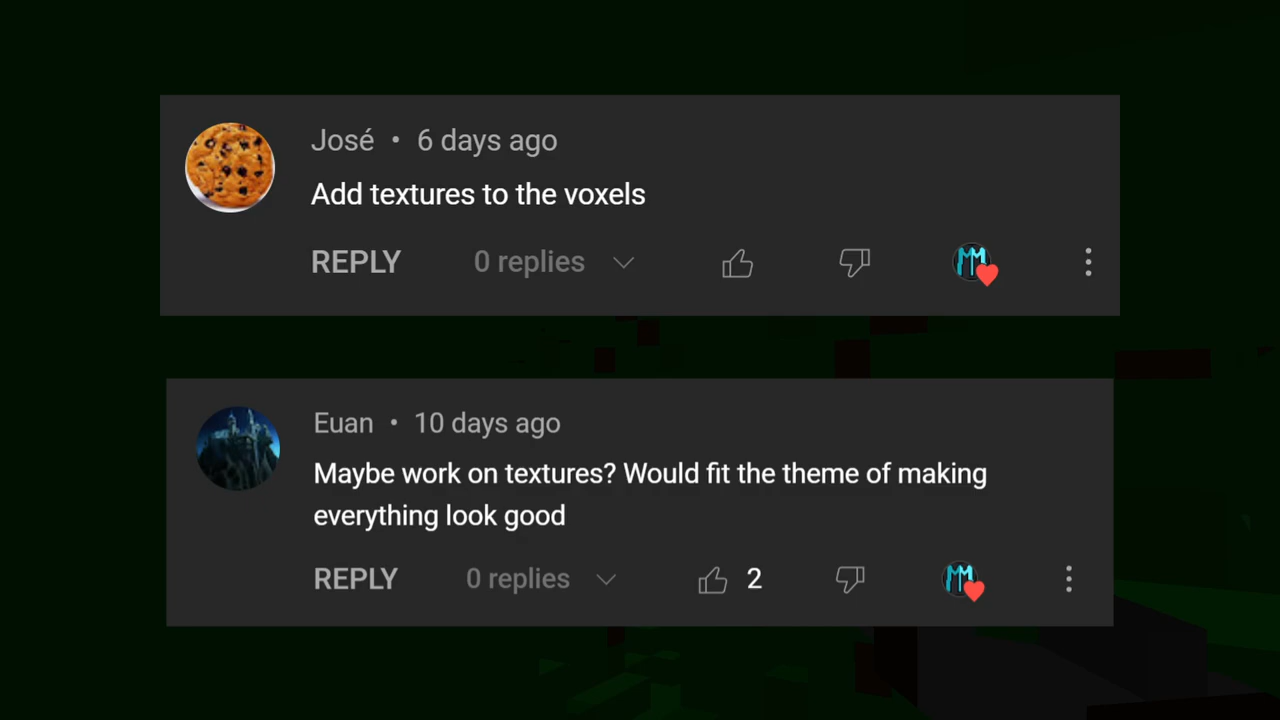 José • 6 days ago
Add textures to the voxels
REPLY 0 replies
Euan • 10 days ago
Maybe work on textures? Would fit the theme of making
everything look good
REPLY 0 replies 2